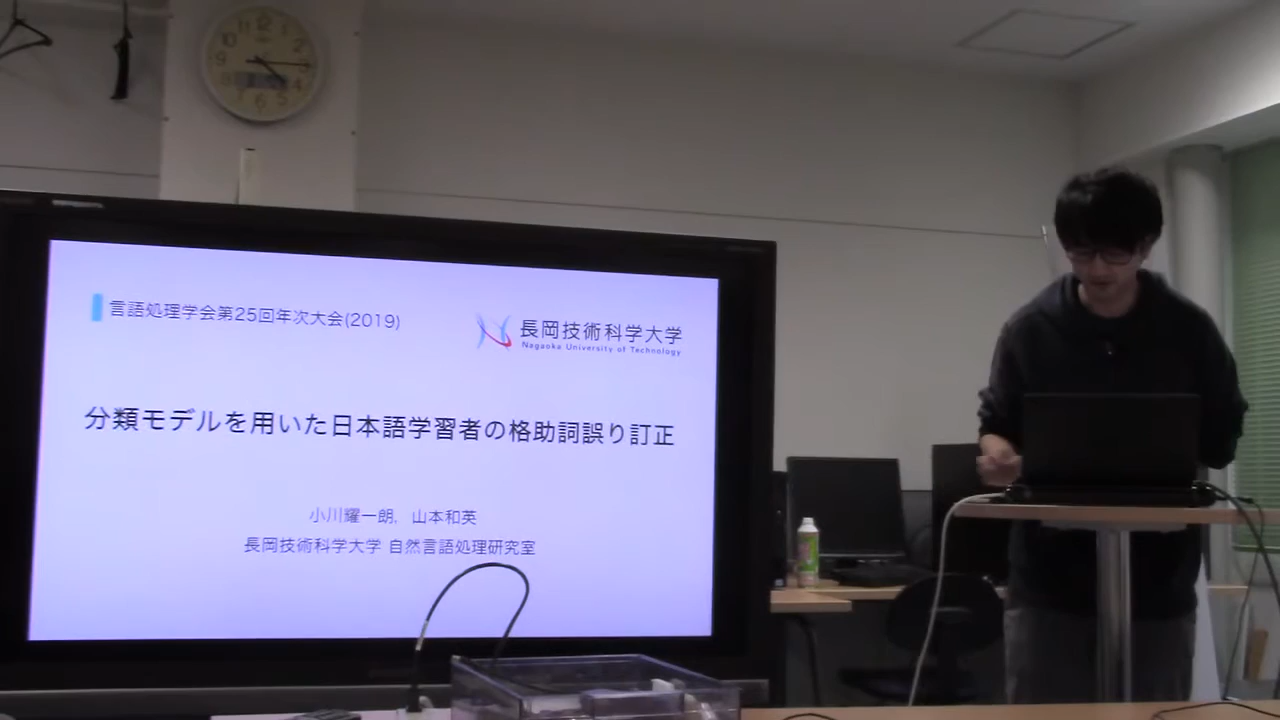 言語処理学会第25回年次大会(2019)
長岡技術科学大学
Nagaoka University of Technology
分類モデルを用いた日本語学習者の格助詞誤り訂正
小川耀一朗, 山本和英
長岡技術科学大学 自然言語処理研究室